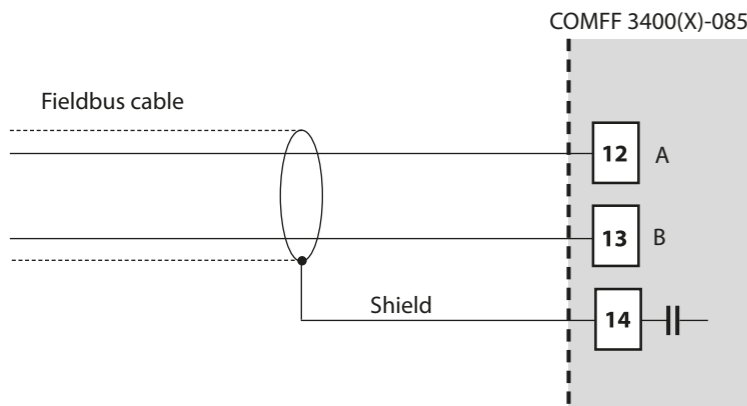 COMFF 3400(X)-085
Fieldbus cable
12 A
13 B
Shield
14